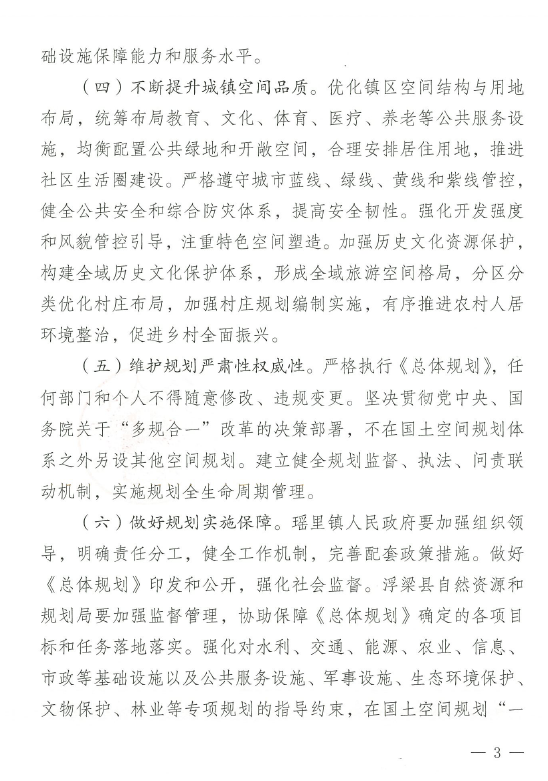 础设施保障能力和服务水平。
（四）不断提升城镇空间品质。优化镇区空间结构与用地
布局，统筹布局教育、文化、体育、医疗、养老等公共服务设
施，均衡配置公共绿地和开敞空间，合理安排居住用地，推进
社区生活圈建设。严格遵守城市蓝线、绿线、黄线和紫线管控，
健全公共安全和综合防灾体系，提高安全韧性。强化开发强度
和风貌管控引导，注重特色空间塑造。加强历史文化资源保护，
构建全域历史文化保护体系，形成全域旅游空间格局，分区分
类优化村庄布局，加强村庄规划编制实施，有序推进农村人居
环境整治，促进乡村全面振兴。
（五）维护规划严肃性权威性。严格执行《总体规划》，任
何部门和个人不得随意修改、违规变更。坚决贯彻党中央、国
务院关于“多规合一”改革的决策部署，不在国土空间规划体
系之外另设其他空间规划。建立健全规划监督、执法、问责联
动机制，实施规划全生命周期管理。
（六）做好规划实施保障。瑶里镇人民政府要加强组织领
导，明确责任分工，健全工作机制，完善配套政策措施。做好
《总体规划》印发和公开，强化社会监督。浮梁县自然资源和
规划局要加强监督管理，协助保障《总体规划》确定的各项目
标和任务落地落实。强化对水利、交通、能源、农业、信息、
市政等基础设施以及公共服务设施、军事设施、生态环境保护、
文物保护、林业等专项规划的指导约束，在国土空间规划“一
— 3 —